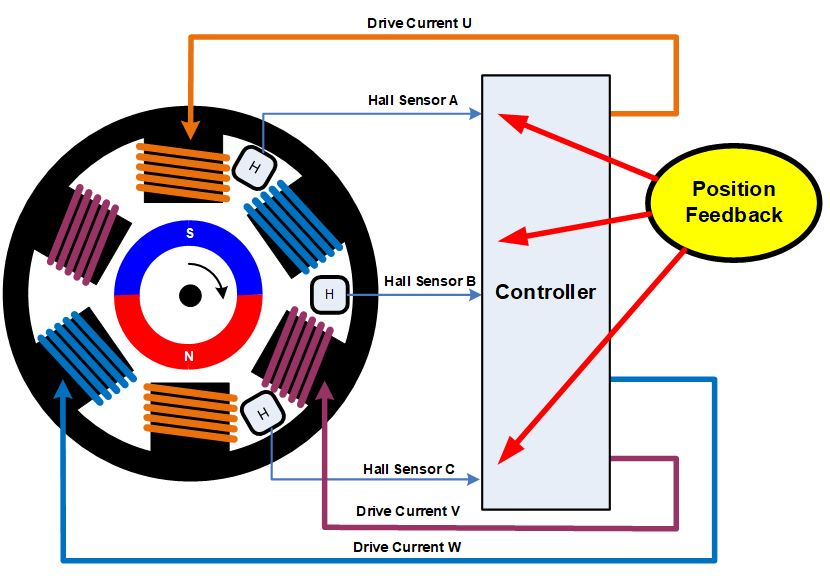 Drive Current U
Hall Sensor A
H
Position
Feedback
S
Hall Sensor B
H
Controller
N
H
Hall Sensor C
Drive Current V
Drive Current W